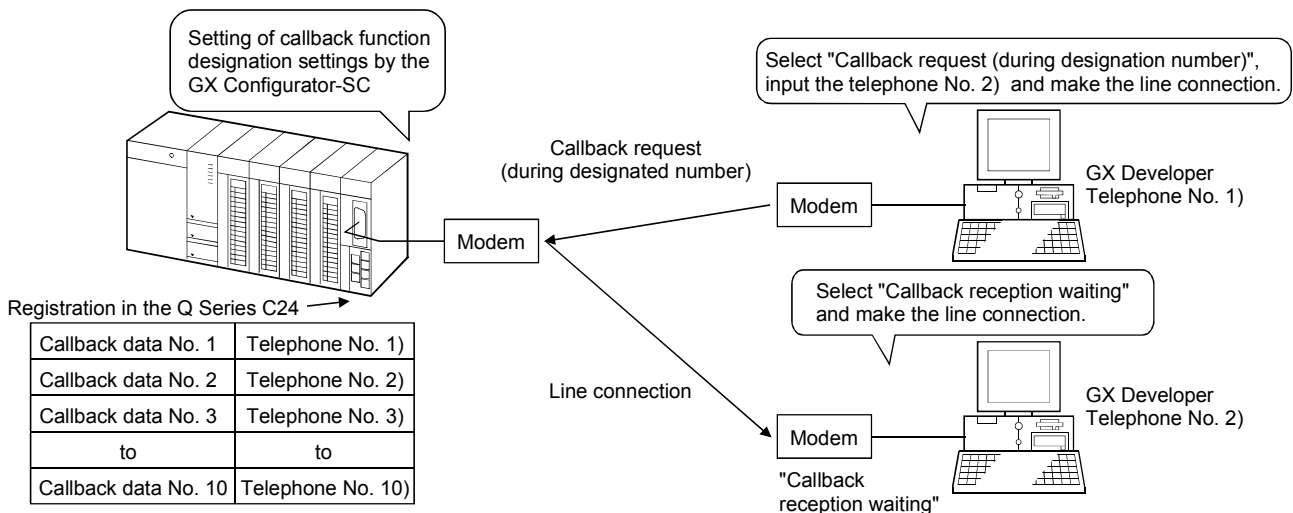 Setting of callback function
designation settings by the
GX Configurator-SC
Select "Callback request (during designation number)",
input the telephone No. 2) and make the line connection.
Callback request
(during designated number)
Modem
Modem
GX Developer
Telephone No. 1)
Registration in the Q Series C24
Callback data No. 1 Telephone No. 1)
Callback data No. 2 Telephone No. 2)
Callback data No. 3 Telephone No. 3)
to to
Callback data No. 10 Telephone No. 10)
Select "Callback reception waiting"
and make the line connection.
Line connection
Modem
"Callback
reception waiting"
GX Developer
Telephone No. 2)